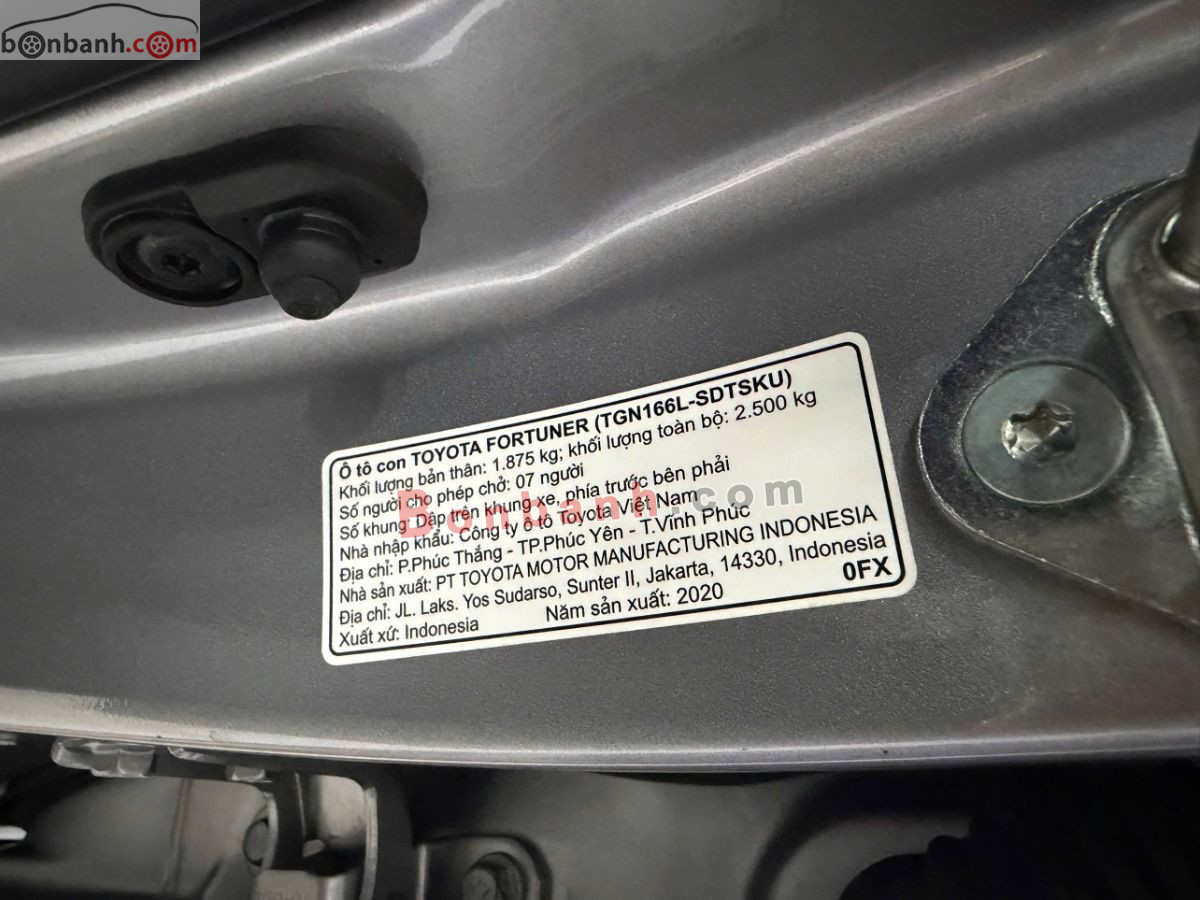 bonbanh.com
Ô tô con TOYOTA FORTUNER (TGN166L-SDTSKU)
Khối lượng bản thân: 1.875 kg; khối lượng toàn bộ: 2.500 kg
Số người cho phép chở: 07 người
Số khung: Dập trên khung xe, phía trước bên phải
Nhà nhập khẩu: Công ty ô tô Toyota Việt Nam
Địa chỉ: P.Phúc Thắng - TP.Phúc Yên - T.Vĩnh Phúc
Nhà sản xuất: PT TOYOTA MOTOR MANUFACTURING INDONESIA
Địa chỉ: JL. Laks. Yos Sudarso, Sunter II, Jakarta, 14330, Indonesia
Xuất xứ: Indonesia Năm sản xuất: 2020 0FX
Bonbanh.com